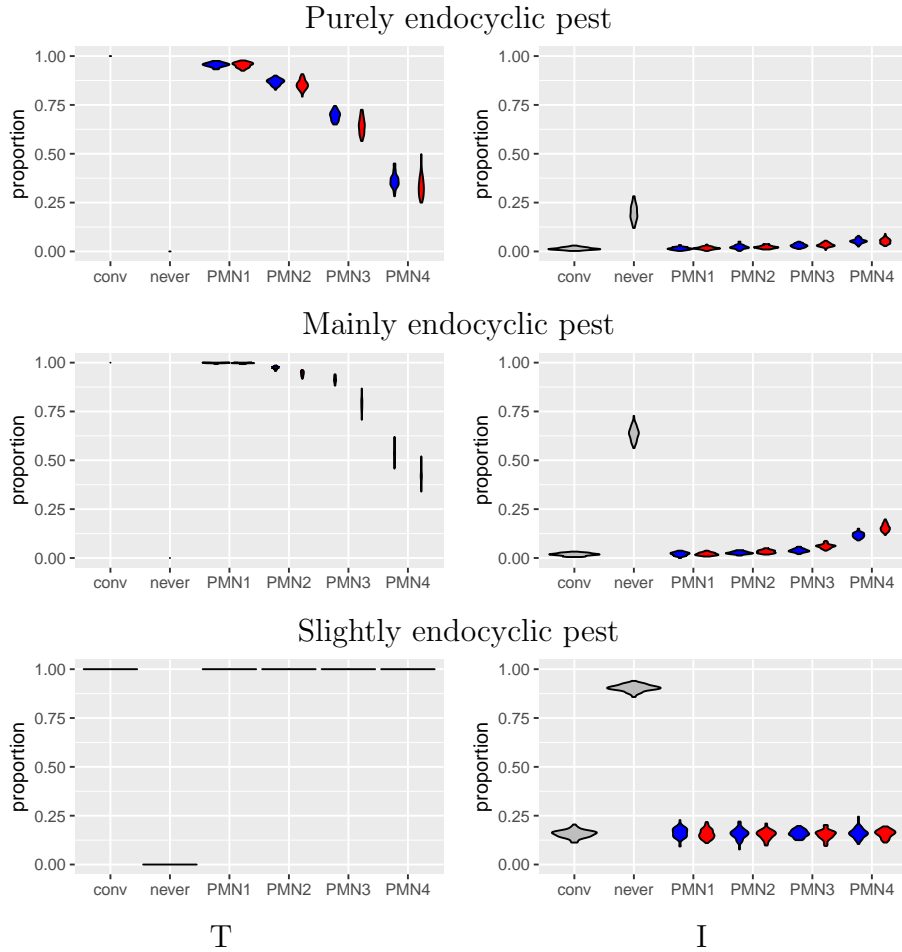 Purely endocyclic pest
1.00
0.75
0.50
0.25
0.00
proportion
conv never PMN1 PMN2 PMN3 PMN4
1.00
0.75
0.50
0.25
0.00
proportion
conv never PMN1 PMN2 PMN3 PMN4
Mainly endocyclic pest
1.00
0.75
0.50
0.25
0.00
proportion
conv never PMN1 PMN2 PMN3 PMN4
1.00
0.75
0.50
0.25
0.00
proportion
conv never PMN1 PMN2 PMN3 PMN4
Slightly endocyclic pest
1.00
0.75
0.50
0.25
0.00
proportion
conv never PMN1 PMN2 PMN3 PMN4
1.00
0.75
0.50
0.25
0.00
proportion
conv never PMN1 PMN2 PMN3 PMN4
T I